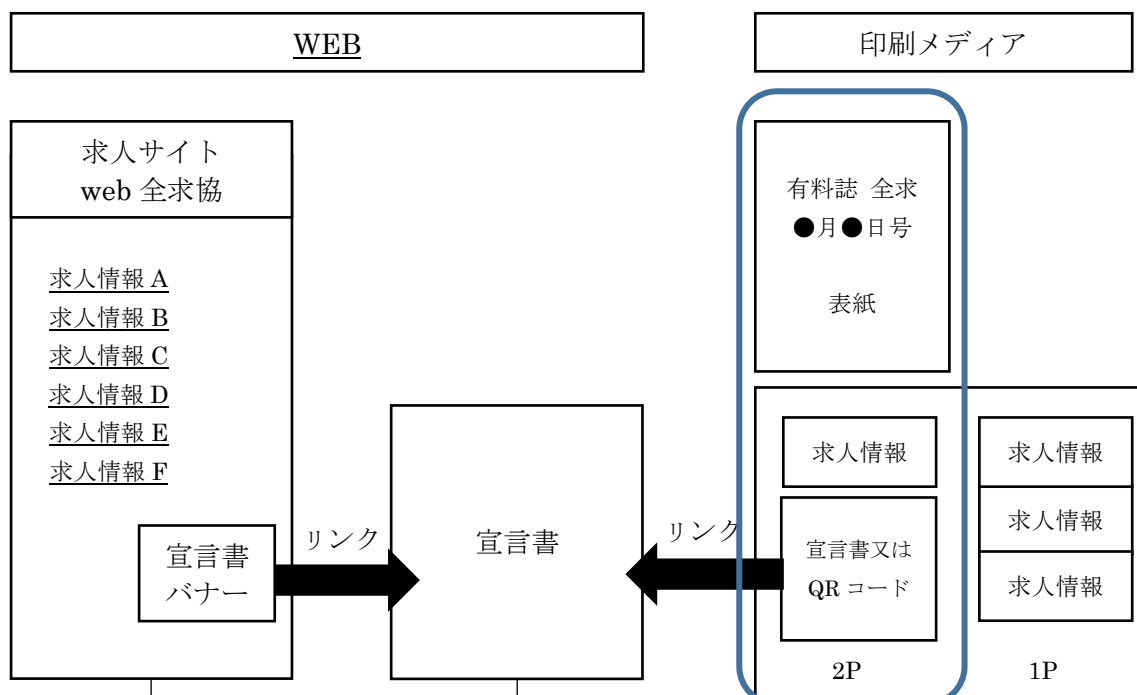 WEB
印刷メディア
求人サイト
web 全求協
求人情報 A
求人情報 B
求人情報 C
求人情報 D
求人情報 E
求人情報 F
宣言書
バナー
リンク
宣言書
リンク
有料誌 全求
●月●日号
表紙
求人情報
宣言書又は
QR コード
2P
求人情報
求人情報
求人情報
1P